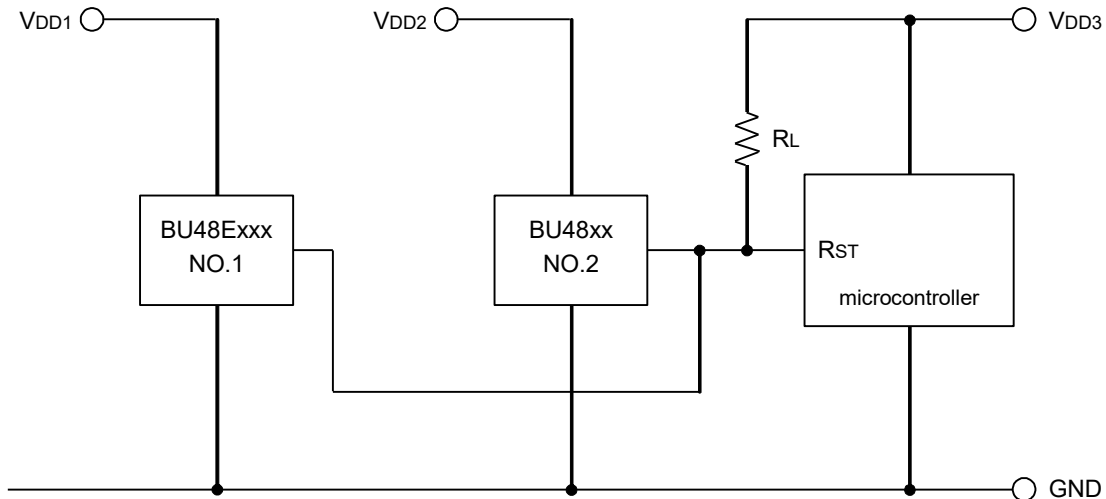 VDD1
VDD2
VDD3
RL
BU48Exxx
NO.1
BU48xx
NO.2
RST
microcontroller
GND